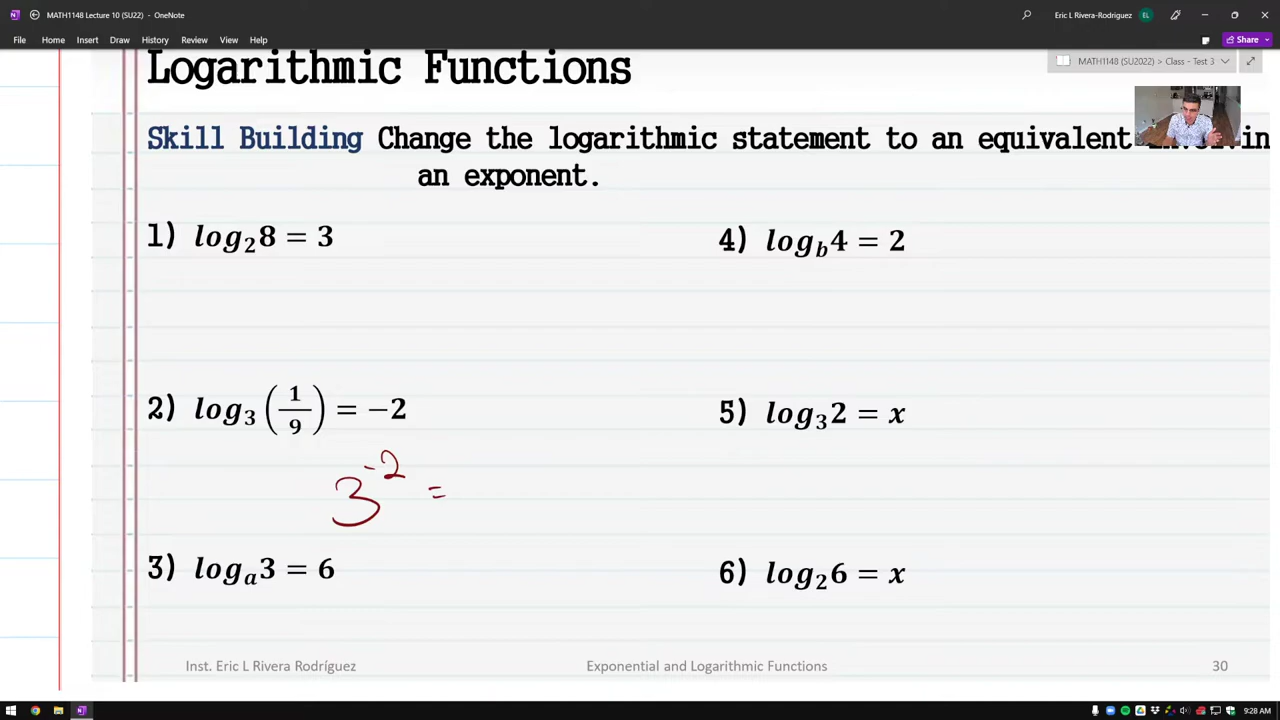 MATH1148 Lecture 10 (SU22) - OneNote
Eric L Rivera-Rodriguez EL
File Home Insert Draw History Review View Help
Share
Logarithmic Functions
MATH1148 (SU2022) > Class - Test 3
Skill Building Change the logarithmic statement to an equivalent
an exponent.
1) log₂8 = 3
4) log_b4 = 2
2) log₃(1/9) = −2
5) log₃2 = x
3⁻² =
3) logₐ3 = 6
6) log₂6 = x
Inst. Eric L Rivera Rodríguez
Exponential and Logarithmic Functions
30
9:28 AM